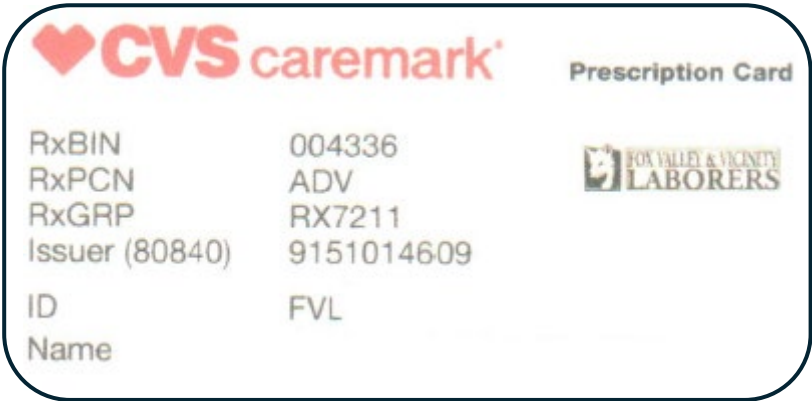 CVS caremark
Prescription Card
RxBIN 004336
RxPCN ADV
RxGRP RX7211
Issuer (80840) 9151014609
FOX VALLEY & VICINITY
LABORERS
ID FVL
Name